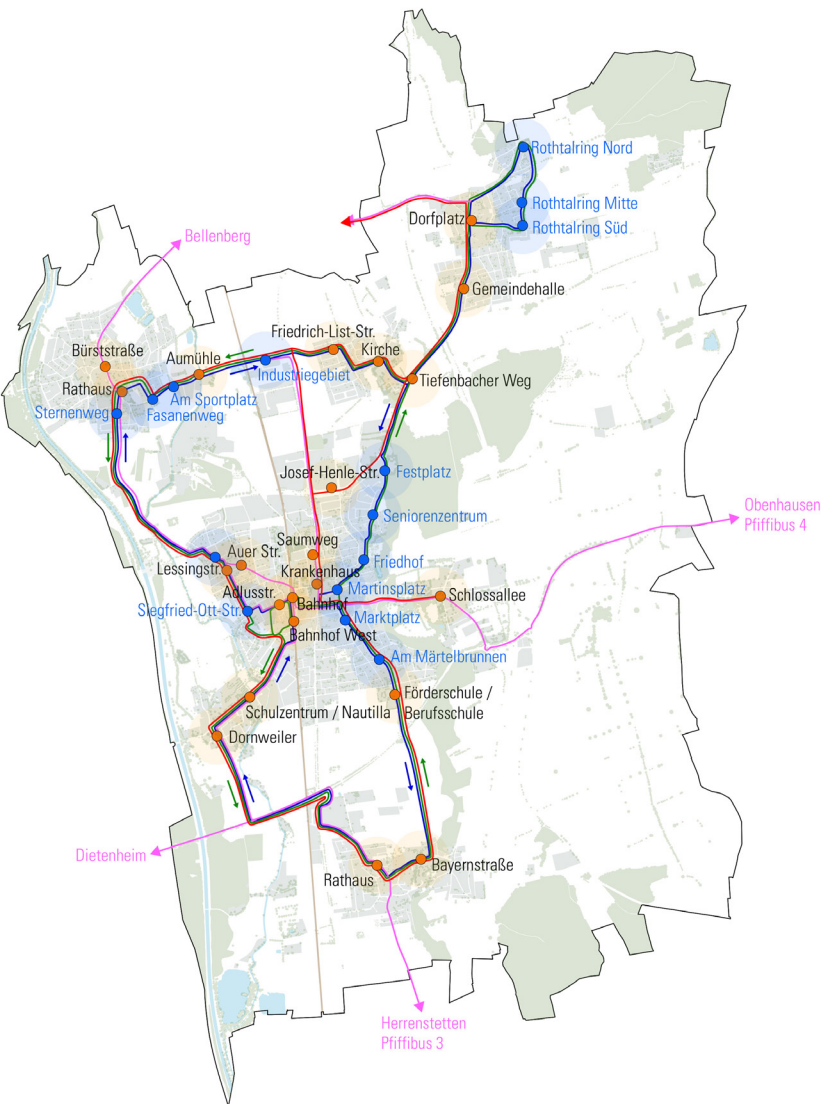 Rothtalring Nord
Rothtalring Mitte
Dorfplatz
Rothtalring Süd
Bellenberg
Gemeindehalle
Friedrich-List-Str.
Bürststraße
Kirche
Aumühle
Industriegebiet
Tiefenbacher Weg
Rathaus
Am Sportplatz
Sternenweg
Fasanenweg
Josef-Henle-Str.
Festplatz
Obenhausen
Pfiffibus 4
Seniorenzentrum
Saumweg
Auer Str.
Friedhof
Lessingstr.
Krankenhaus
Adlusstr.
Martinsplatz
Schlossallee
Bahnhof
Siegfried-Ott-Str.
Marktplatz
Bahnhof West
Am Märtelbrunnen
Förderschule /
Berufsschule
Schulzentrum / Nautilla
Dornweiler
Dietenheim
Bayernstraße
Rathaus
Herrenstetten
Pfiffibus 3